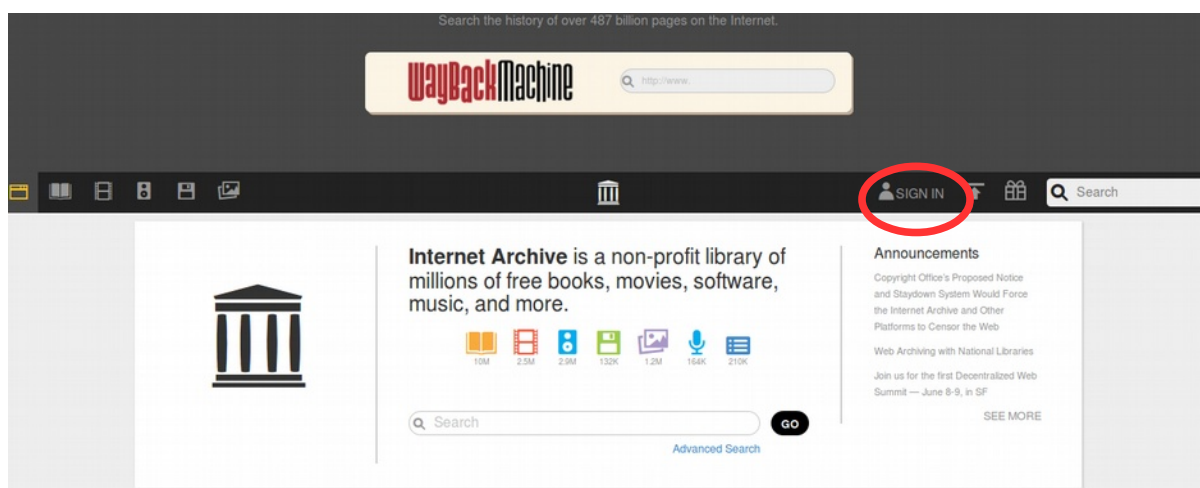 Search the history of over 487 billion pages on the Internet.
WayBackMachine
http://www.
SIGN IN
Search
Internet Archive is a non-profit library of
millions of free books, movies, software,
music, and more.
10M 2.5M 2.9M 132K 1.2M 164K 210K
Search
GO
Advanced Search
Announcements
Copyright Office's Proposed Notice
and Staydown System Would Force
the Internet Archive and Other
Platforms to Censor the Web
Web Archiving with National Libraries
Join us for the first Decentralized Web
Summit — June 8-9, in SF
SEE MORE